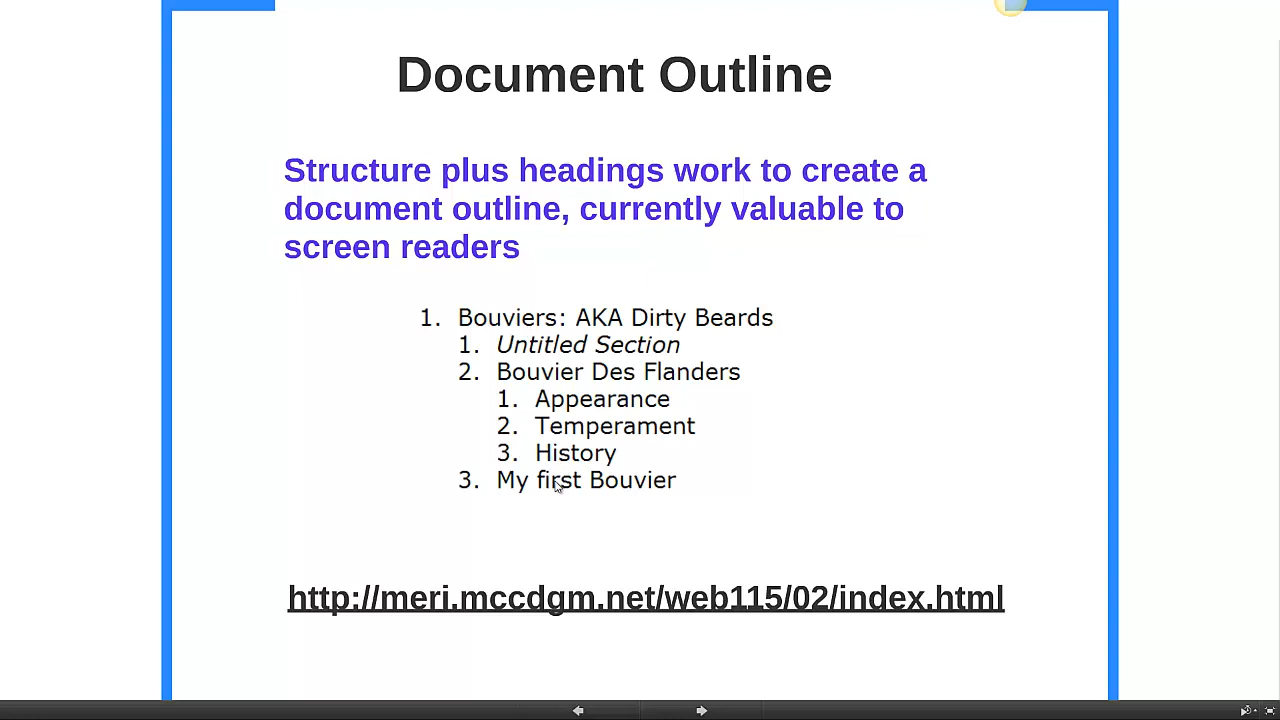 Document Outline
Structure plus headings work to create a
document outline, currently valuable to
screen readers
1. Bouviers: AKA Dirty Beards
1. Untitled Section
2. Bouvier Des Flanders
1. Appearance
2. Temperament
3. History
3. My first Bouvier
http://meri.mccdgm.net/web115/02/index.html